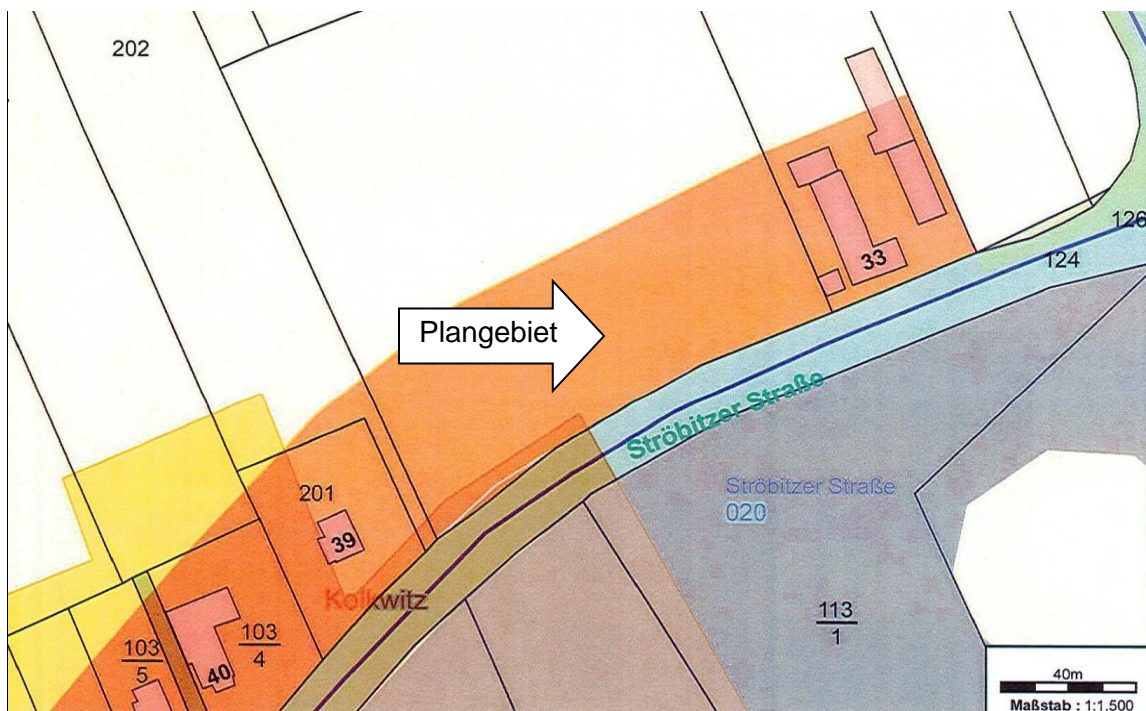 202
33
126
124
Plangebiet
Ströbitzer Straße
201
39
Ströbitzer Straße
020
Kolkwitz
113
1
103
4
103
5
40
40m
Maßstab : 1:1.500